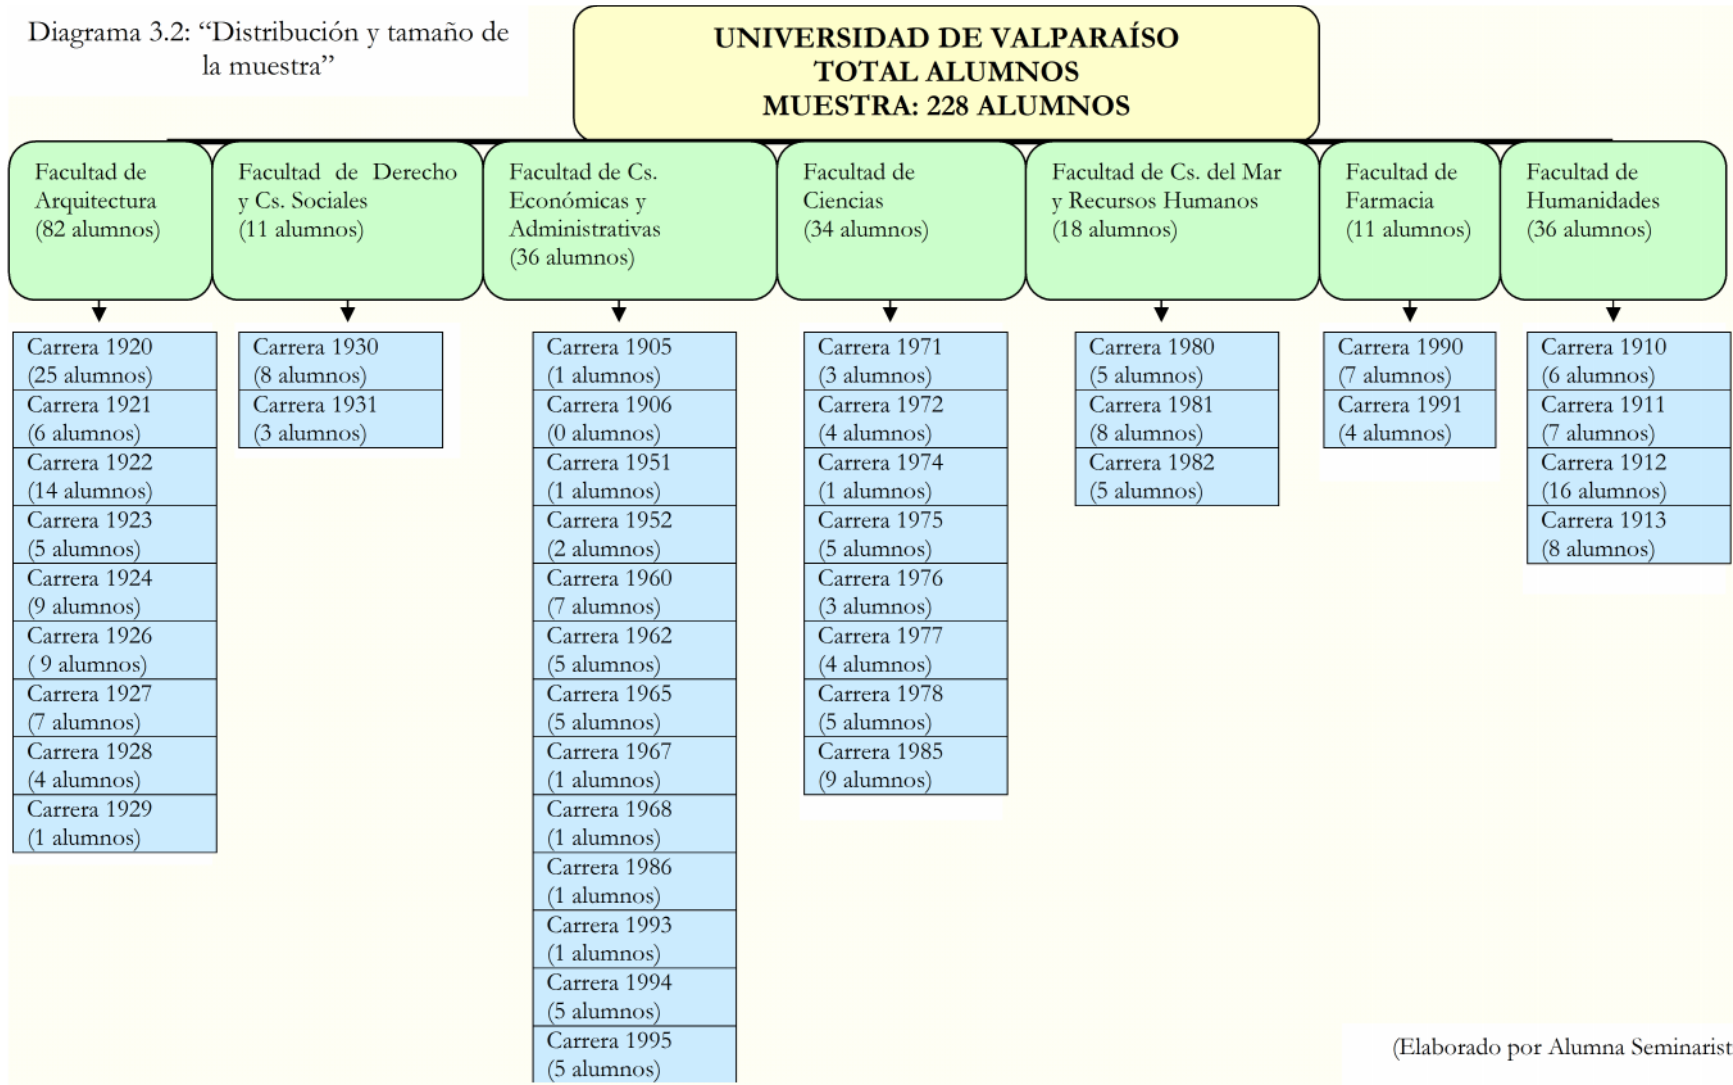 Diagrama 3.2: “Distribución y tamaño de
la muestra”
UNIVERSIDAD DE VALPARAÍSO
TOTAL ALUMNOS
MUESTRA: 228 ALUMNOS
Facultad de
Arquitectura
(82 alumnos)
Facultad de Derecho
y Cs. Sociales
(11 alumnos)
Facultad de Cs.
Económicas y
Administrativas
(36 alumnos)
Facultad de
Ciencias
(34 alumnos)
Facultad de Cs. del Mar
y Recursos Humanos
(18 alumnos)
Facultad de
Farmacia
(11 alumnos)
Facultad de
Humanidades
(36 alumnos)
Carrera 1920
(25 alumnos)
Carrera 1921
(6 alumnos)
Carrera 1922
(14 alumnos)
Carrera 1923
(5 alumnos)
Carrera 1924
(9 alumnos)
Carrera 1926
( 9 alumnos)
Carrera 1927
(7 alumnos)
Carrera 1928
(4 alumnos)
Carrera 1929
(1 alumnos)
Carrera 1930
(8 alumnos)
Carrera 1931
(3 alumnos)
Carrera 1905
(1 alumnos)
Carrera 1906
(0 alumnos)
Carrera 1951
(1 alumnos)
Carrera 1952
(2 alumnos)
Carrera 1960
(7 alumnos)
Carrera 1962
(5 alumnos)
Carrera 1965
(5 alumnos)
Carrera 1967
(1 alumnos)
Carrera 1968
(1 alumnos)
Carrera 1986
(1 alumnos)
Carrera 1993
(1 alumnos)
Carrera 1994
(5 alumnos)
Carrera 1995
(5 alumnos)
Carrera 1971
(3 alumnos)
Carrera 1972
(4 alumnos)
Carrera 1974
(1 alumnos)
Carrera 1975
(5 alumnos)
Carrera 1976
(3 alumnos)
Carrera 1977
(4 alumnos)
Carrera 1978
(5 alumnos)
Carrera 1985
(9 alumnos)
Carrera 1980
(5 alumnos)
Carrera 1981
(8 alumnos)
Carrera 1982
(5 alumnos)
Carrera 1990
(7 alumnos)
Carrera 1991
(4 alumnos)
Carrera 1910
(6 alumnos)
Carrera 1911
(7 alumnos)
Carrera 1912
(16 alumnos)
Carrera 1913
(8 alumnos)
(Elaborado por Alumna Seminarist